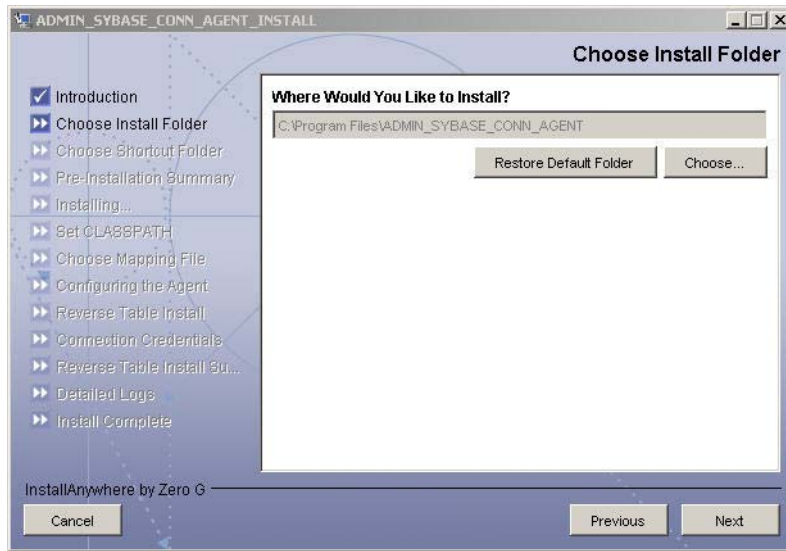 ADMIN_SYBASE_CONN_AGENT_INSTALL
Choose Install Folder
Introduction
Choose Install Folder
Choose Shortcut Folder
Pre-Installation Summary
Installing...
Set CLASSPATH
Choose Mapping File
Configuring the Agent
Reverse Table Install
Connection Credentials
Reverse Table Install Su...
Detailed Logs
Install Complete
Where Would You Like to Install?
C:\Program Files\ADMIN_SYBASE_CONN_AGENT
Restore Default Folder
Choose...
InstallAnywhere by Zero G
Cancel
Previous
Next